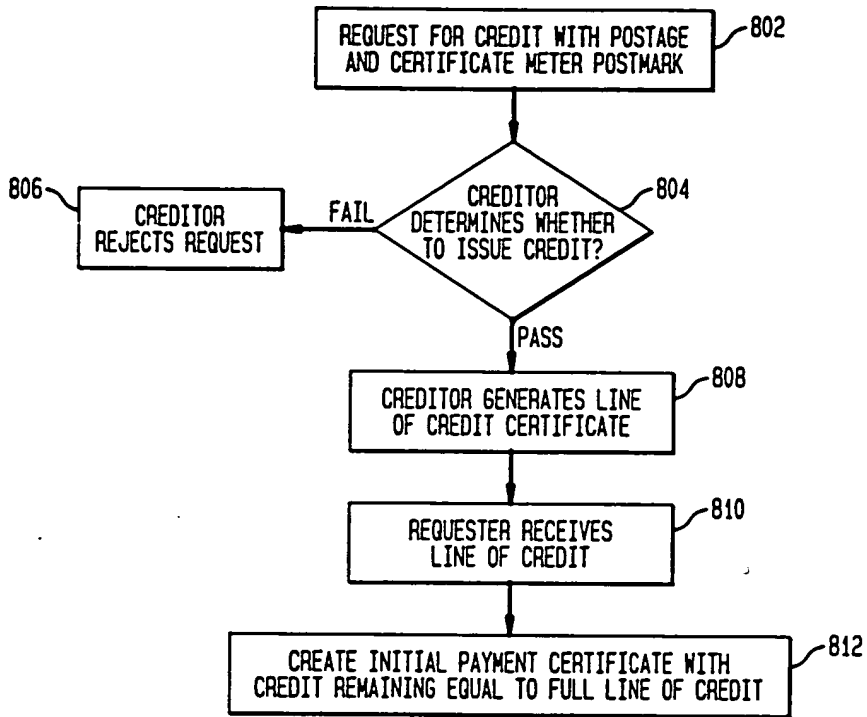 REQUEST FOR CREDIT WITH POSTAGE
AND CERTIFICATE METER POSTMARK
802
CREDITOR
DETERMINES WHETHER
TO ISSUE CREDIT?
804
FAIL
806
CREDITOR
REJECTS REQUEST
PASS
CREDITOR GENERATES LINE
OF CREDIT CERTIFICATE
808
REQUESTER RECEIVES
LINE OF CREDIT
810
CREATE INITIAL PAYMENT CERTIFICATE WITH
CREDIT REMAINING EQUAL TO FULL LINE OF CREDIT
812